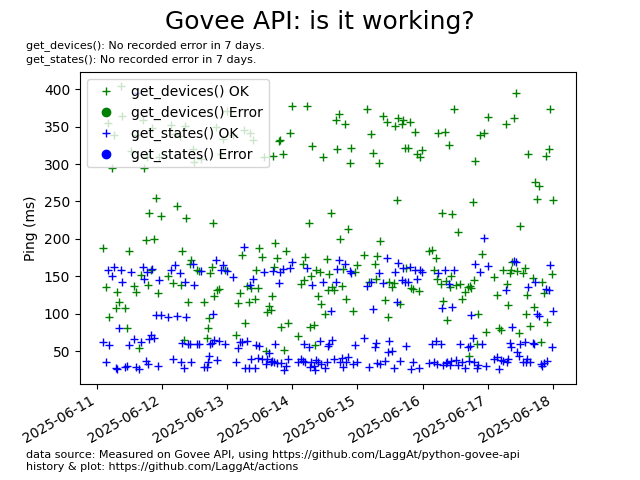 Govee API: is it working?
get_devices(): No recorded error in 7 days.
get_states(): No recorded error in 7 days.
get_devices() OK
get_devices() Error
get_states() OK
get_states() Error
Ping (ms)
400
350
300
250
200
150
100
50
2025-06-11
2025-06-12
2025-06-13
2025-06-14
2025-06-15
2025-06-16
2025-06-17
2025-06-18
data source: Measured on Govee API, using https://github.com/LaggAt/python-govee-api
history & plot: https://github.com/LaggAt/actions